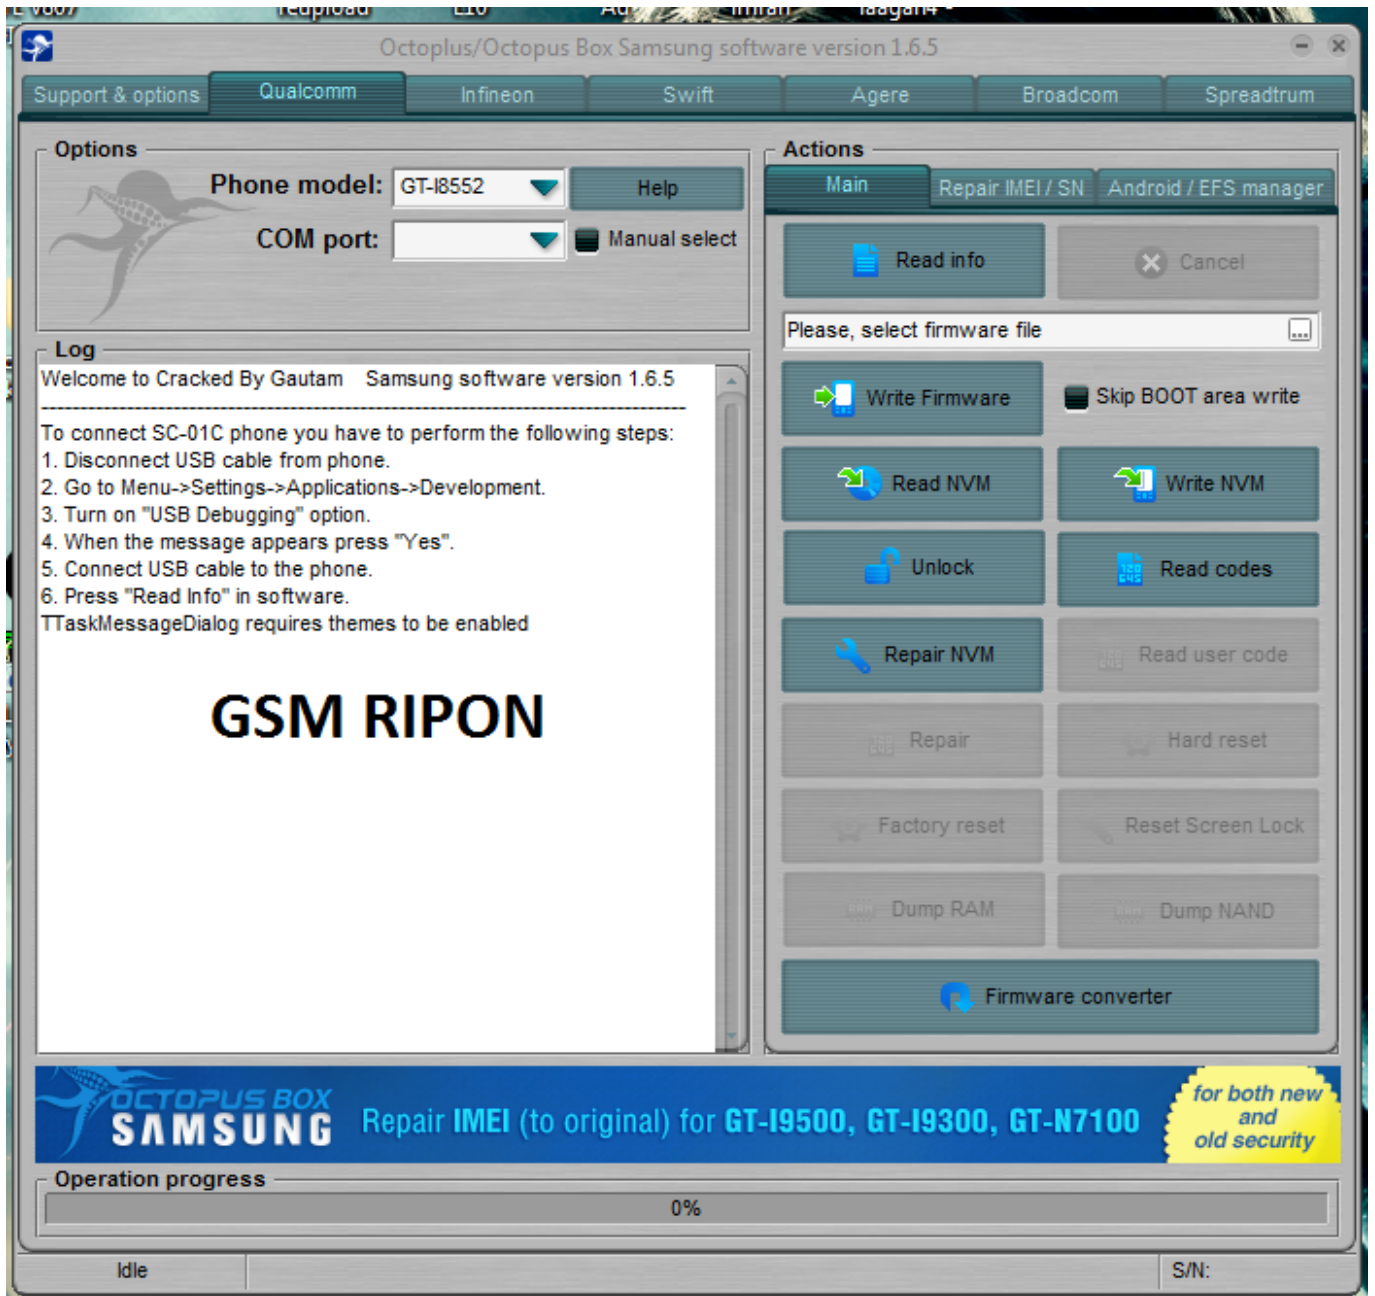 Octoplus/Octopus Box Samsung software version 1.6.5
Support & options Qualcomm Infineon Swift Agere Broadcom Spreadtrum
Options
Phone model: GT-I8552 Help
COM port: Manual select
Log
Welcome to Cracked By Gautam Samsung software version 1.6.5
To connect SC-01C phone you have to perform the following steps:
1. Disconnect USB cable from phone.
2. Go to Menu->Settings->Applications->Development.
3. Turn on "USB Debugging" option.
4. When the message appears press "Yes".
5. Connect USB cable to the phone.
6. Press "Read Info" in software.
TTaskMessageDialog requires themes to be enabled
GSM RIPON
Actions
Main Repair IMEI / SN Android / EFS manager
Read info Cancel
Please, select firmware file ...
Write Firmware Skip BOOT area write
Read NVM Write NVM
Unlock Read codes
Repair NVM Read user code
Repair Hard reset
Factory reset Reset Screen Lock
Dump RAM Dump NAND
Firmware converter
OCTOPUS BOX
SAMSUNG
Repair IMEI (to original) for GT-I9500, GT-I9300, GT-N7100
for both new
and
old security
Operation progress
0%
Idle S/N: